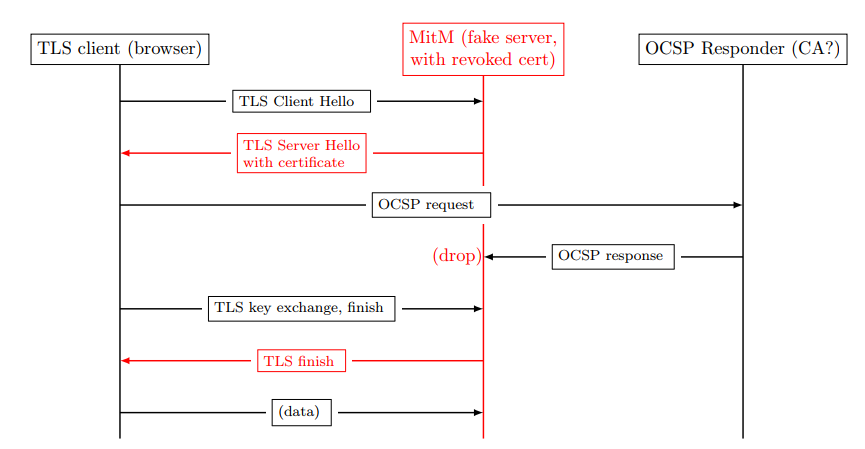 TLS client (browser)
MitM (fake server,
with revoked cert)
OCSP Responder (CA?)
TLS Client Hello
TLS Server Hello
with certificate
OCSP request
(drop)
OCSP response
TLS key exchange, finish
TLS finish
(data)